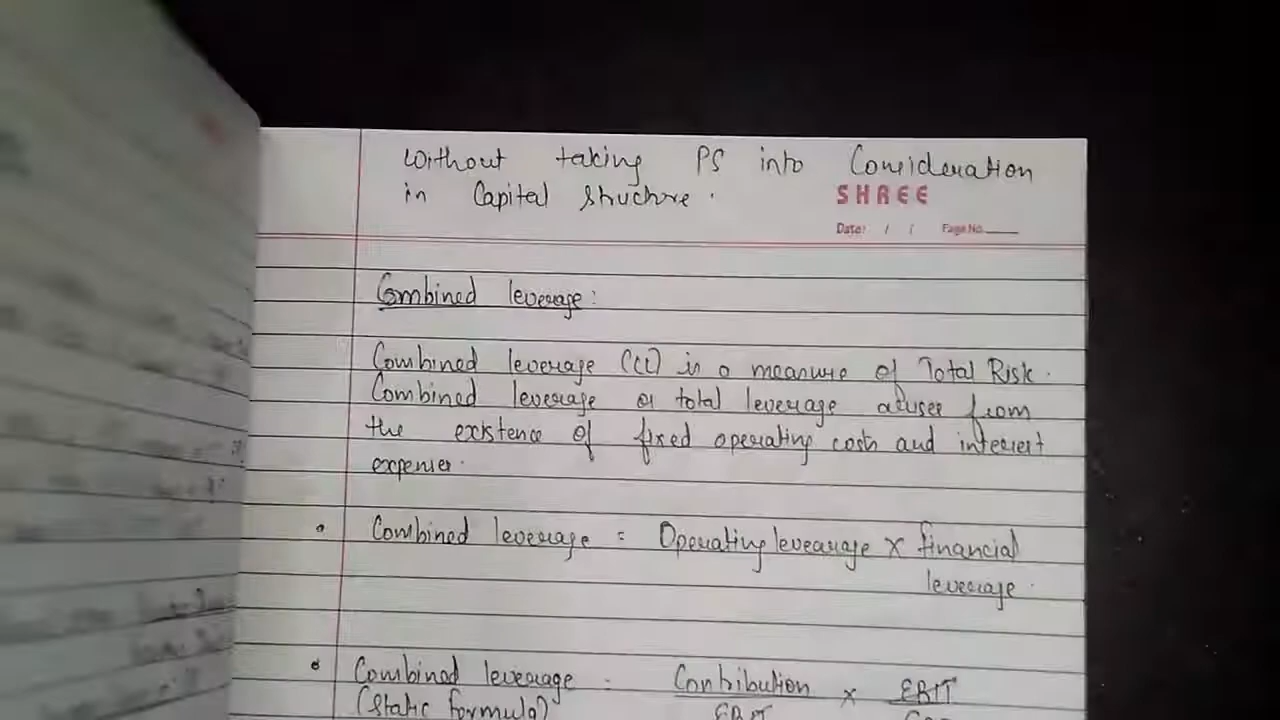 Without taking PS into Consideration
in Capital Structure.
SHREE
Date: / / Page No.
Combined leverage:
Combined leverage (CL) is a measure of Total Risk.
Combined leverage or total leverage arises from
the existence of fixed operating costs and interest
expenses.
Combined leverage = Operating levearage X financial
leverage.
Combined leverage = Contribution x EBIT
(Static formula) EBIT